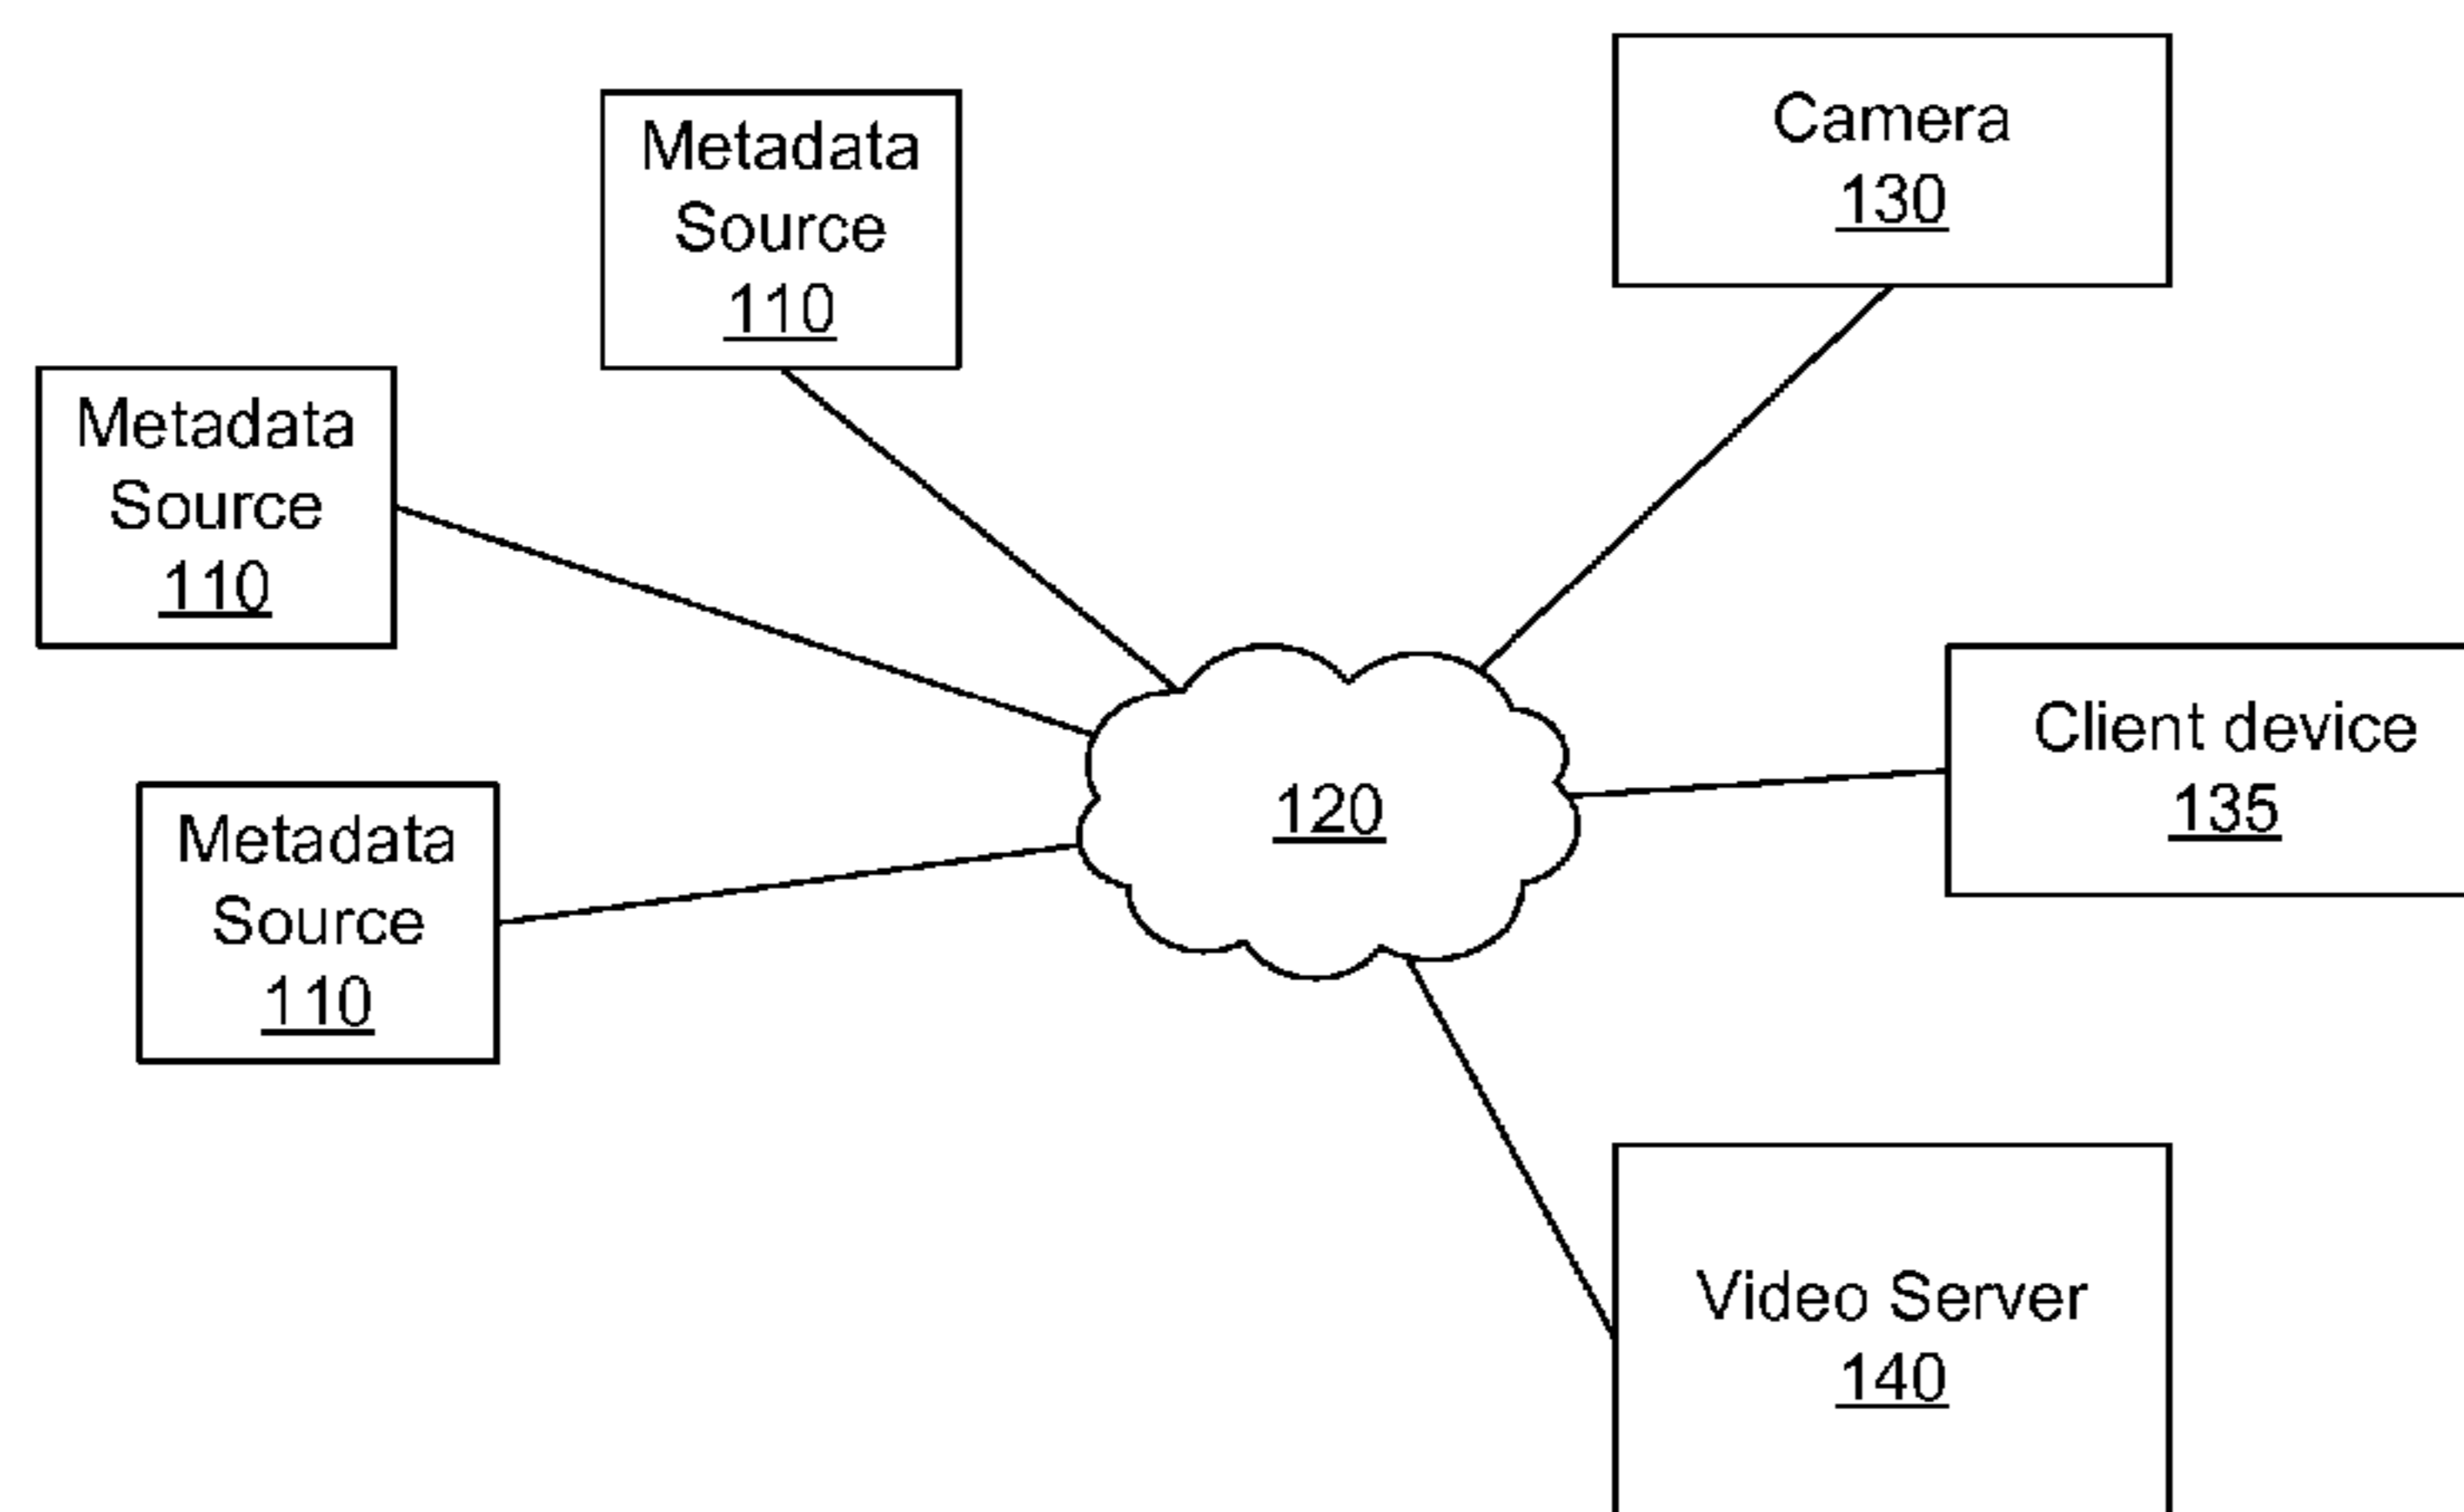 Metadata
Source
110
Camera
130
Metadata
Source
110
Client device
135
Metadata
Source
110
120
Video Server
140